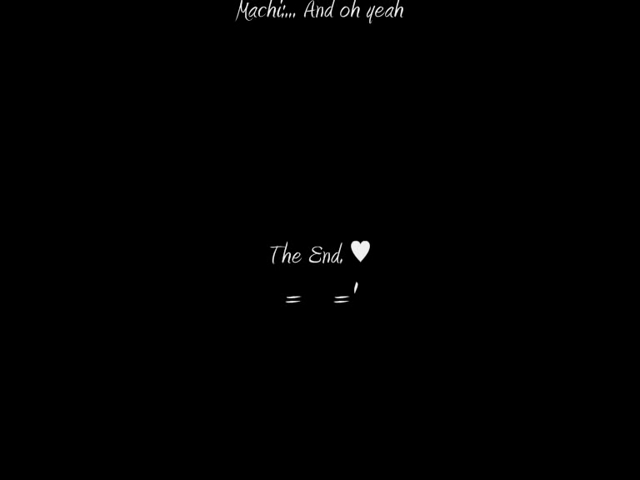 Machi:... And oh yeah
The End. ♥
= ='